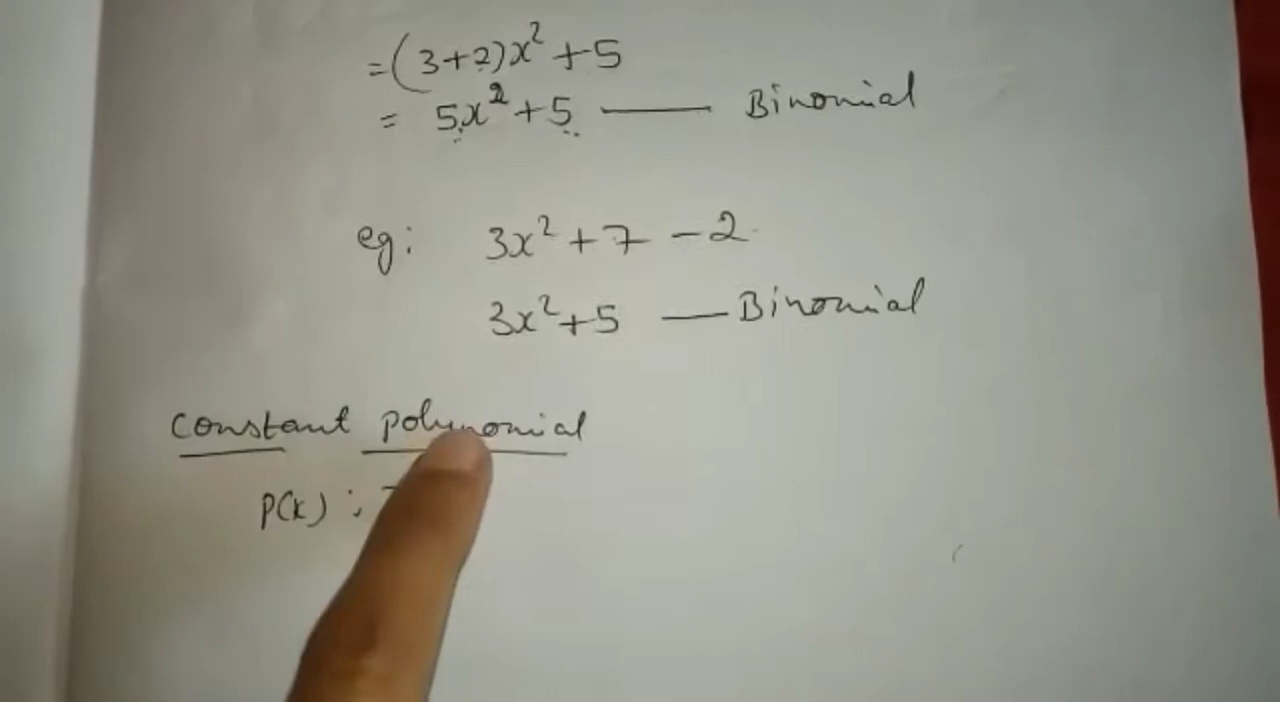 =(3+2)x²+5
= 5x²+5 —— Binomial
eg: 3x²+7-2
3x²+5 — Binomial
constant polynomial
P(x) :